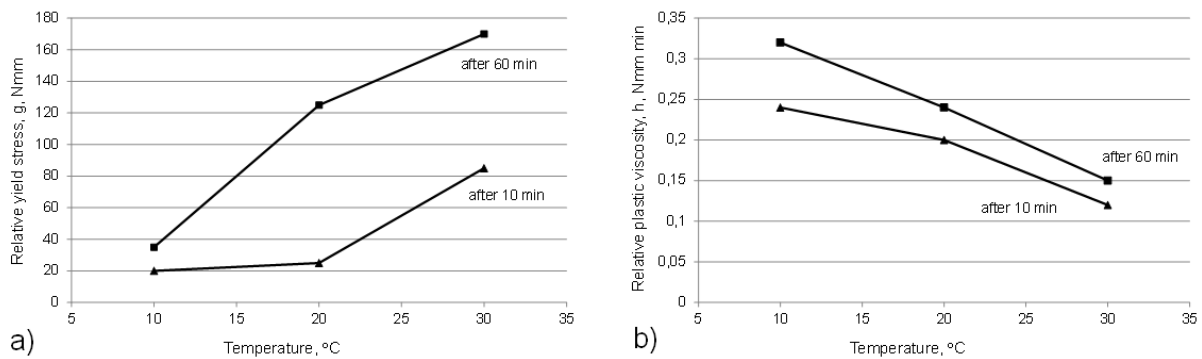 180
160
140
120
100
80
60
40
20
0
Relative yield stress, g, Nmm
after 60 min
after 10 min
5 10 15 20 25 30 35
Temperature, °C
a)
0,35
0,3
0,25
0,2
0,15
0,1
0,05
0
Relative plastic viscosity, h, Nmm min
after 60 min
after 10 min
5 10 15 20 25 30 35
Temperature, °C
b)